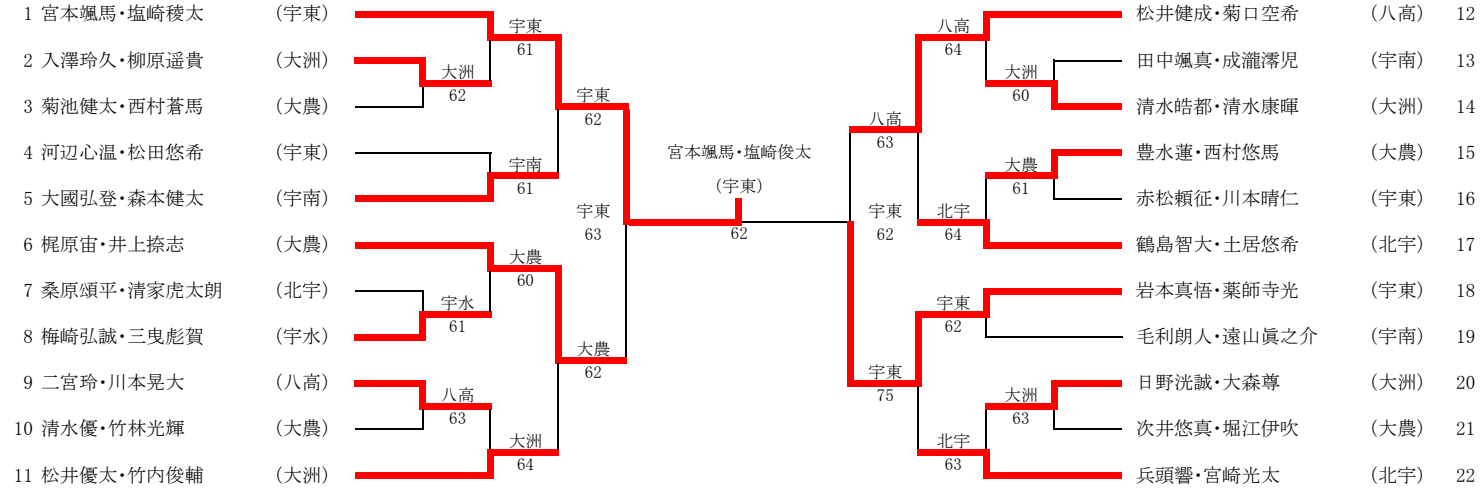 1 宮本颯馬・塩崎稜太 (宇東)
2 入澤玲久・柳原遥貴 (大洲)
3 菊池健太・西村蒼馬 (大農)
4 河辺心温・松田悠希 (宇東)
5 大國弘登・森本健太 (宇南)
6 梶原宙・井上捺志 (大農)
7 桑原頌平・清家虎太朗 (北宇)
8 梅崎弘誠・三曳彪賀 (宇水)
9 二宮玲・川本晃大 (八高)
10 清水優・竹林光輝 (大農)
11 松井優太・竹内俊輔 (大洲)
宇東
61
大洲
62
宇東
62
宇南
61
宇東
63
大農
60
宇水
61
大農
62
八高
63
大洲
64
宮本颯馬・塩崎俊太
(宇東)
62
八高
64
大洲
60
八高
63
大農
61
宇東
62
北宇
64
宇東
62
宇東
75
大洲
63
北宇
63
松井健成・菊口空希 (八高) 12
田中颯真・成瀧澪児 (宇南) 13
清水皓都・清水康暉 (大洲) 14
豊水蓮・西村悠馬 (大農) 15
赤松頼征・川本晴仁 (宇東) 16
鶴島智大・土居悠希 (北宇) 17
岩本真悟・薬師寺光 (宇東) 18
毛利朗人・遠山眞之介 (宇南) 19
日野洸誠・大森尊 (大洲) 20
次井悠真・堀江伊吹 (大農) 21
兵頭響・宮崎光太 (北宇) 22